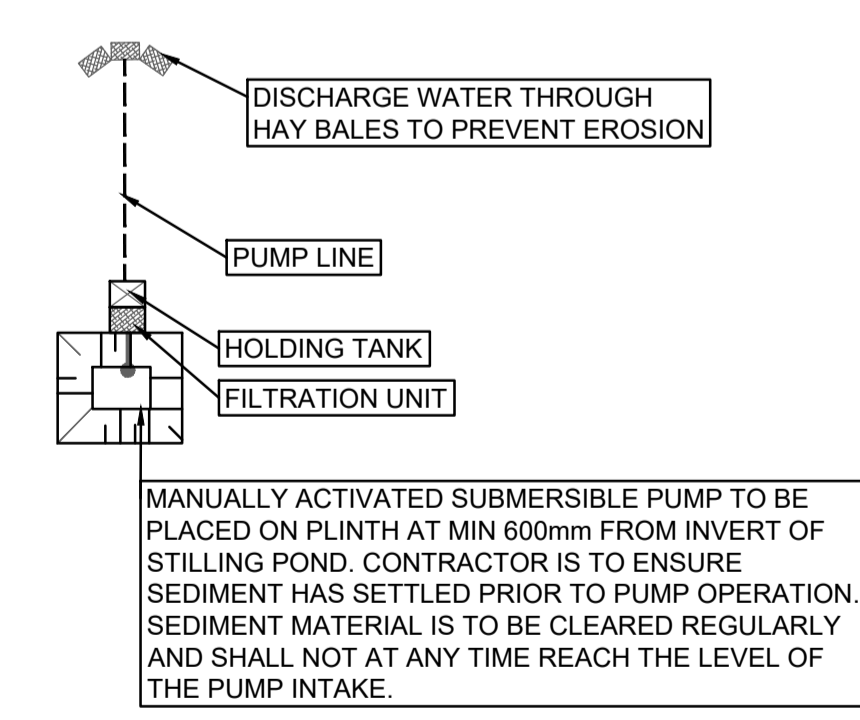 DISCHARGE WATER THROUGH
HAY BALES TO PREVENT EROSION
PUMP LINE
HOLDING TANK
FILTRATION UNIT
MANUALLY ACTIVATED SUBMERSIBLE PUMP TO BE
PLACED ON PLINTH AT MIN 600mm FROM INVERT OF
STILLING POND. CONTRACTOR IS TO ENSURE
SEDIMENT HAS SETTLED PRIOR TO PUMP OPERATION.
SEDIMENT MATERIAL IS TO BE CLEARED REGULARLY
AND SHALL NOT AT ANY TIME REACH THE LEVEL OF
THE PUMP INTAKE.